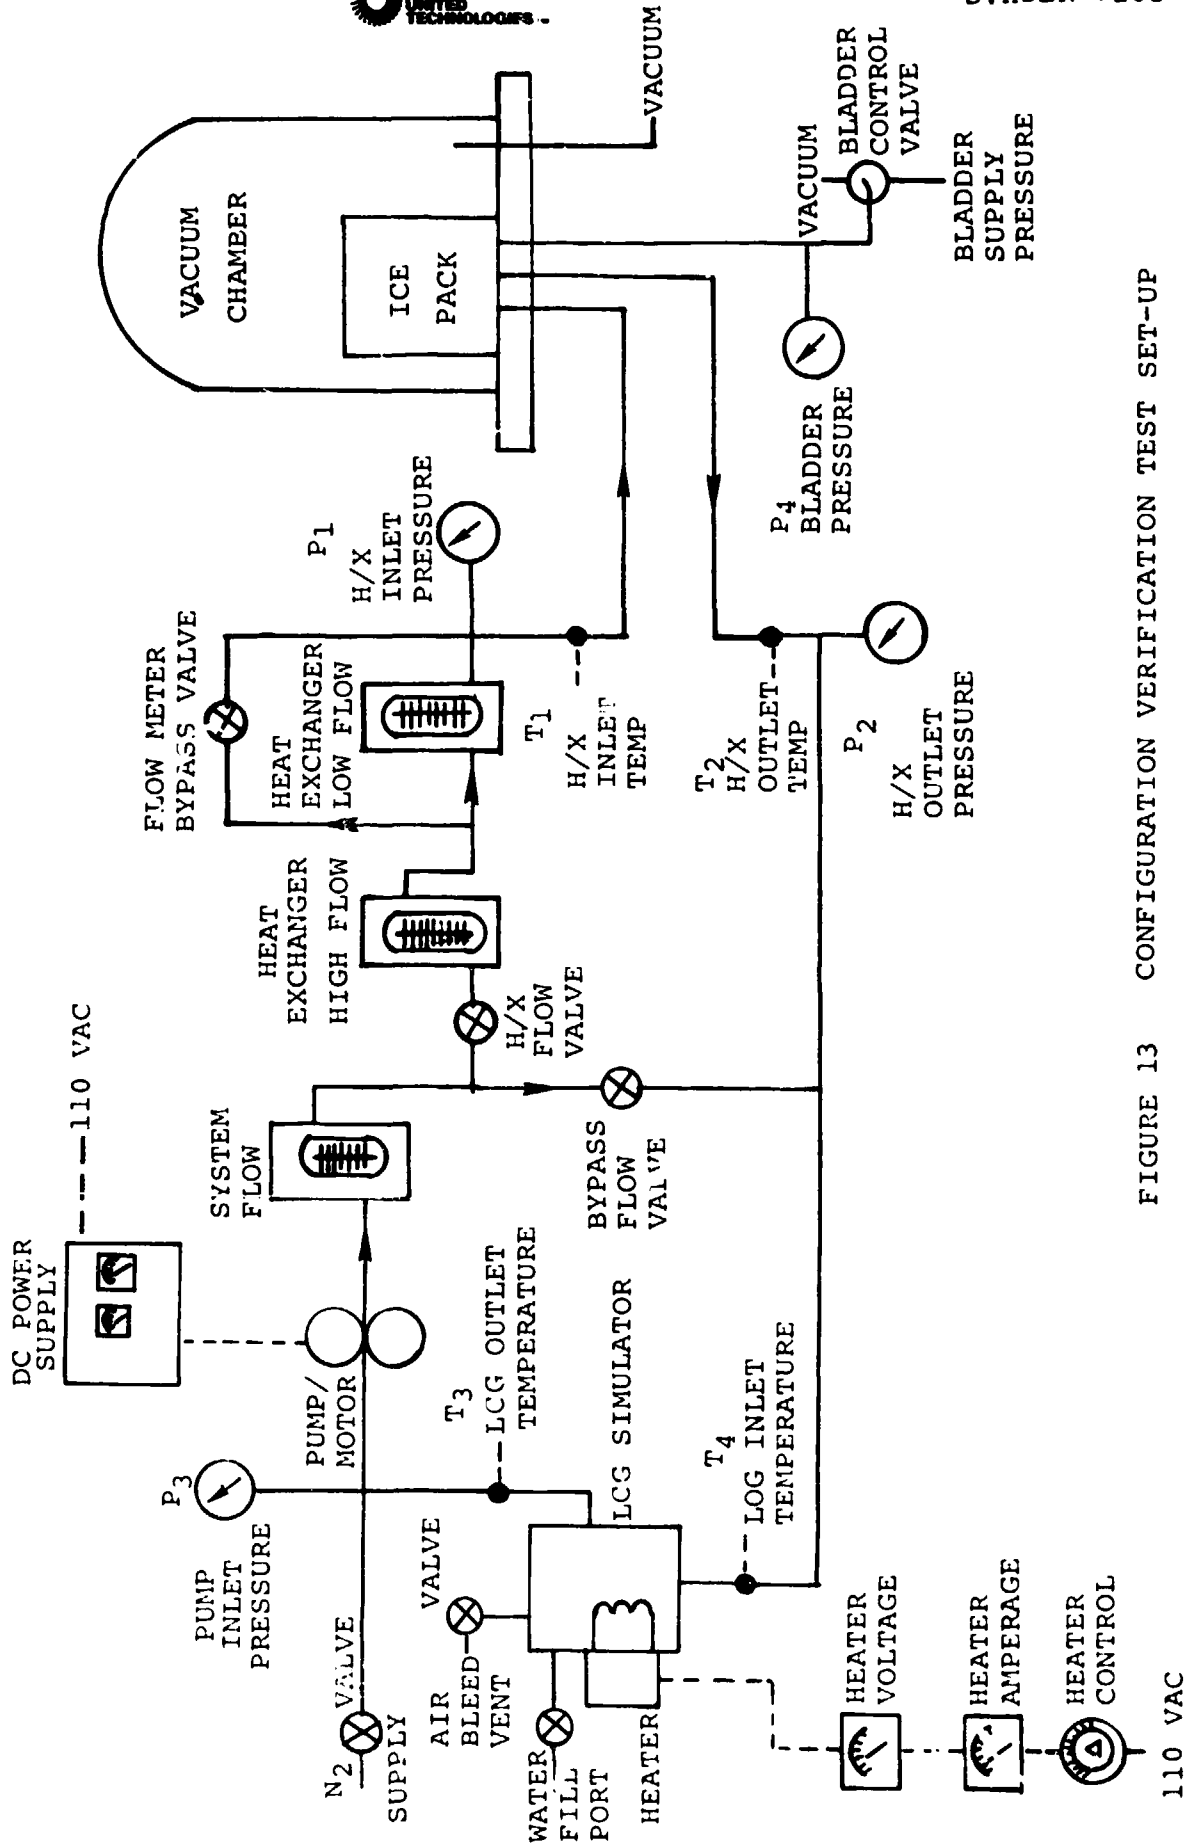 UNITED
TECHNOLOGIES
DC POWER
SUPPLY
110 VAC
P3
PUMP
INLET
PRESSURE
PUMP/
MOTOR
SYSTEM
FLOW
N2 VALVE
SUPPLY
AIR
BLEED
VENT
VALVE
WATER
FILL
PORT
HEATER
T3
LCG OUTLET
TEMPERATURE
LCG SIMULATOR
T4
LOG INLET
TEMPERATURE
HEATER
VOLTAGE
HEATER
AMPERAGE
HEATER
CONTROL
110 VAC
BYPASS
FLOW
VALVE
H/X
FLOW
VALVE
HEAT
EXCHANGER
HIGH FLOW
FLOW METER
BYPASS VALVE
HEAT
EXCHANGER
LOW FLOW
P1
H/X
INLET
PRESSURE
T1
H/X
INLET
TEMP
T2
H/X
OUTLET
TEMP
P2
H/X
OUTLET
PRESSURE
VACUUM
CHAMBER
ICE
PACK
VACUUM
P4
BLADDER
PRESSURE
VACUUM
BLADDER
CONTROL
VALVE
BLADDER
SUPPLY
PRESSURE
FIGURE 13 CONFIGURATION VERIFICATION TEST SET-UP